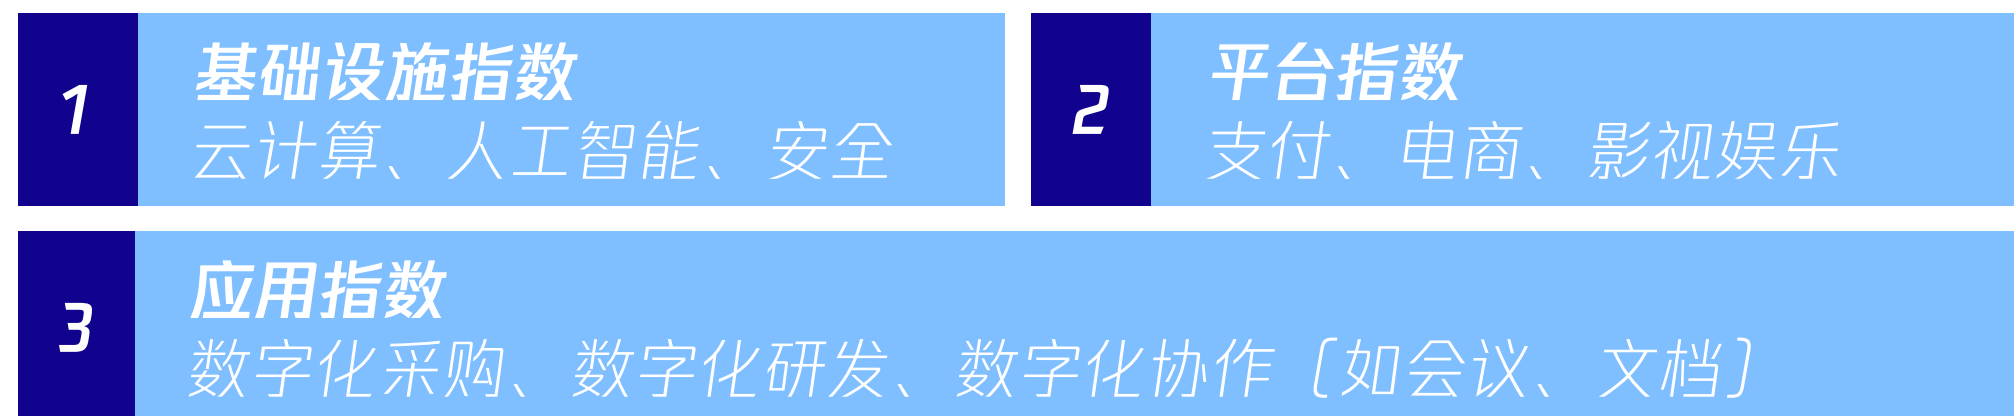 1
基础设施指数
云计算、人工智能、安全
2
平台指数
支付、电商、影视娱乐
3
应用指数
数字化采购、数字化研发、数字化协作（如会议、文档）